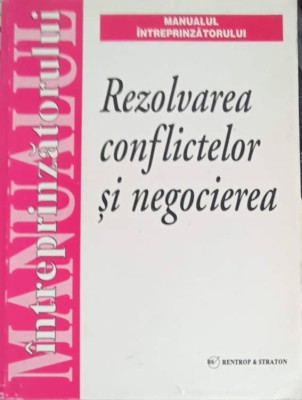 MANUALUL
ÎNTREPRINZĂTORULUI
MANUALUL
întreprinzătorului
Rezolvarea
conflictelor
și negocierea
RENTROP & STRATON